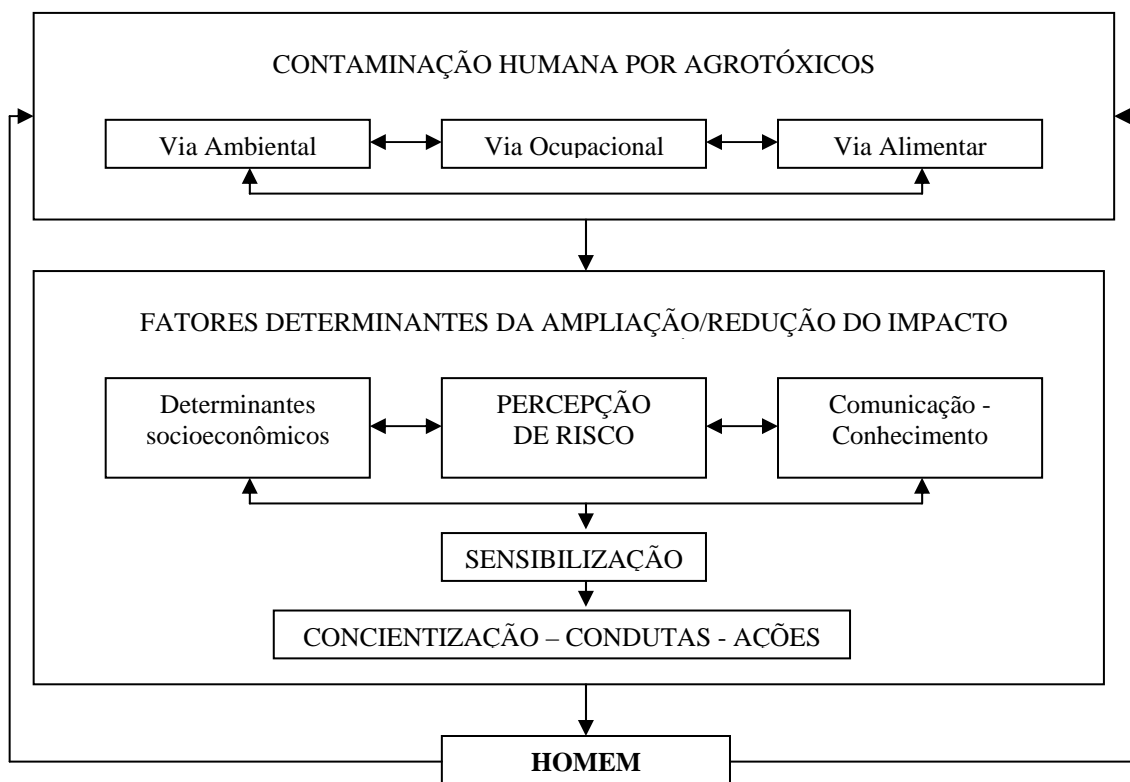 CONTAMINAÇÃO HUMANA POR AGROTÓXICOS
Via Ambiental
Via Ocupacional
Via Alimentar
FATORES DETERMINANTES DA AMPLIAÇÃO/REDUÇÃO DO IMPACTO
Determinantes
socioeconômicos
PERCEPÇÃO
DE RISCO
Comunicação -
Conhecimento
SENSIBILIZAÇÃO
CONCIENTIZAÇÃO – CONDUTAS - AÇÕES
HOMEM